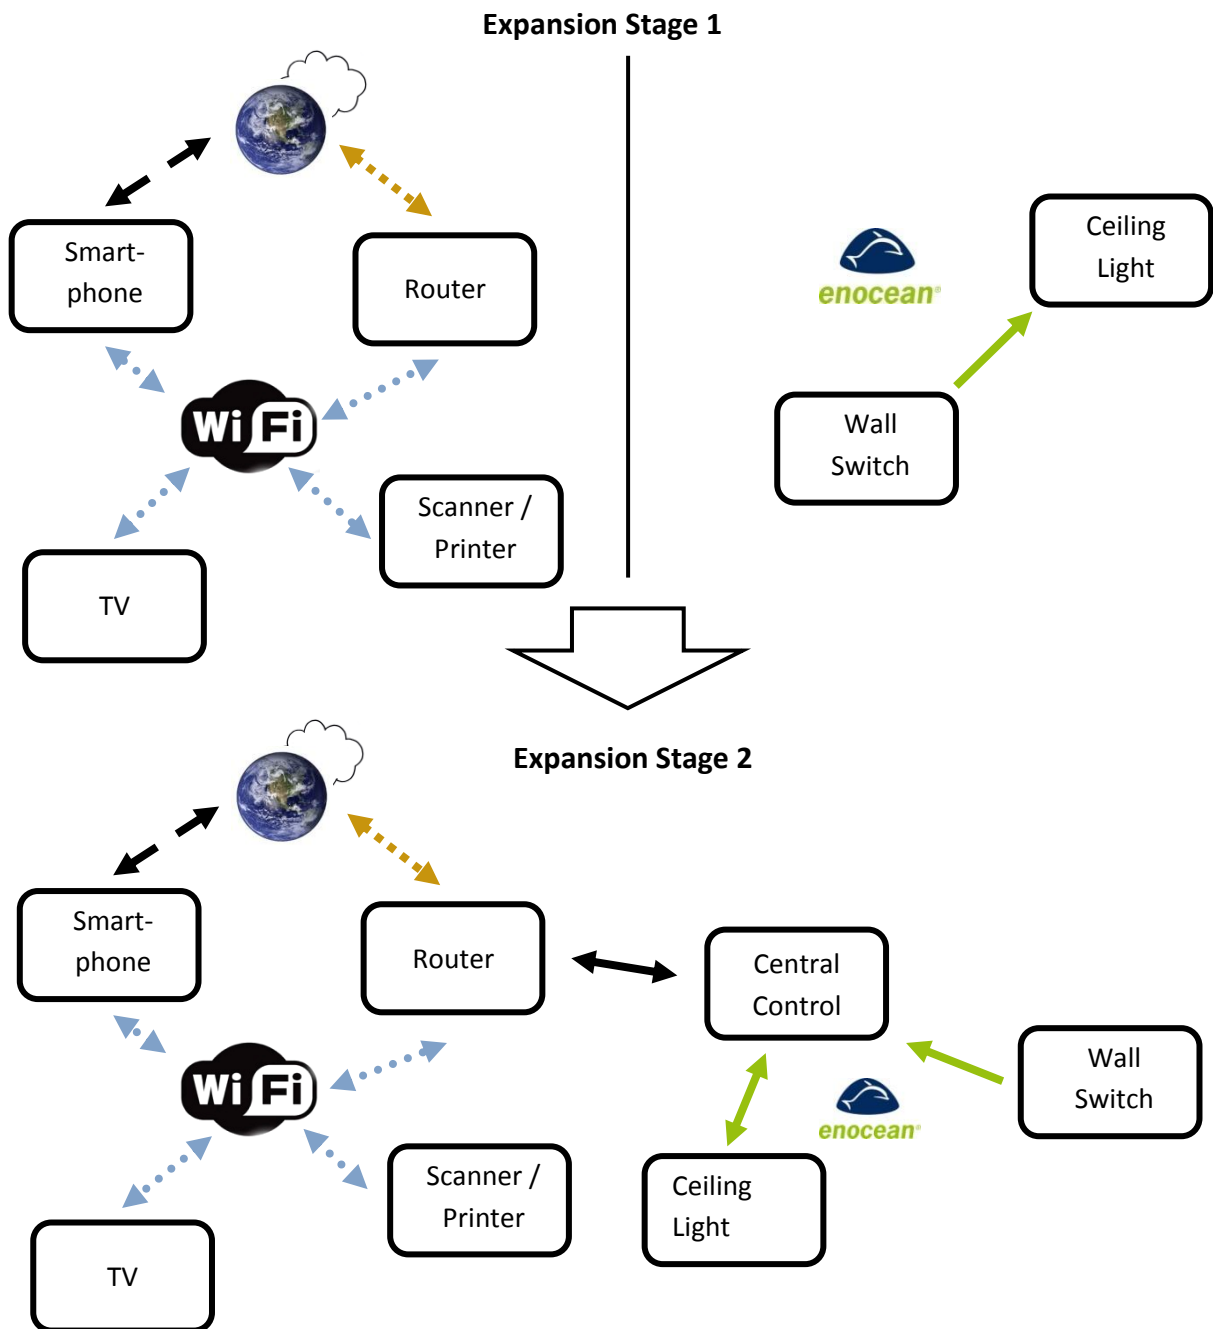 Expansion Stage 1
Smart-
phone
Router
Ceiling
Light
enocean®
Wi Fi
Wall
Switch
Scanner /
Printer
TV
Expansion Stage 2
Smart-
phone
Router
Central
Control
Wi Fi
Wall
Switch
enocean®
Scanner /
Printer
Ceiling
Light
TV